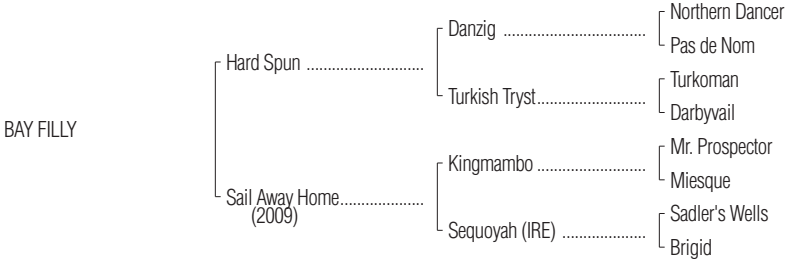 Northern Dancer
Danzig ..................................
Pas de Nom
Hard Spun ............................
Turkoman
Turkish Tryst..........................
Darbyvail
BAY FILLY
Mr. Prospector
Kingmambo ..........................
Miesque
Sail Away Home....................
(2009)
Sadler's Wells
Sequoyah (IRE) ....................
Brigid